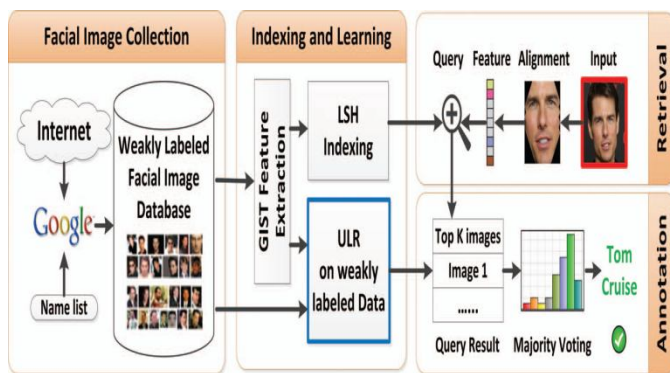 Facial Image Collection
Internet
Google
Name list
Weakly Labeled
Facial Image
Database
Indexing and Learning
GIST Feature
Extraction
LSH
Indexing
ULR
on weakly
labeled Data
Query Feature Alignment Input
Retrieval
Top K images
Image 1
......
Query Result
Majority Voting
Tom
Cruise
Annotation